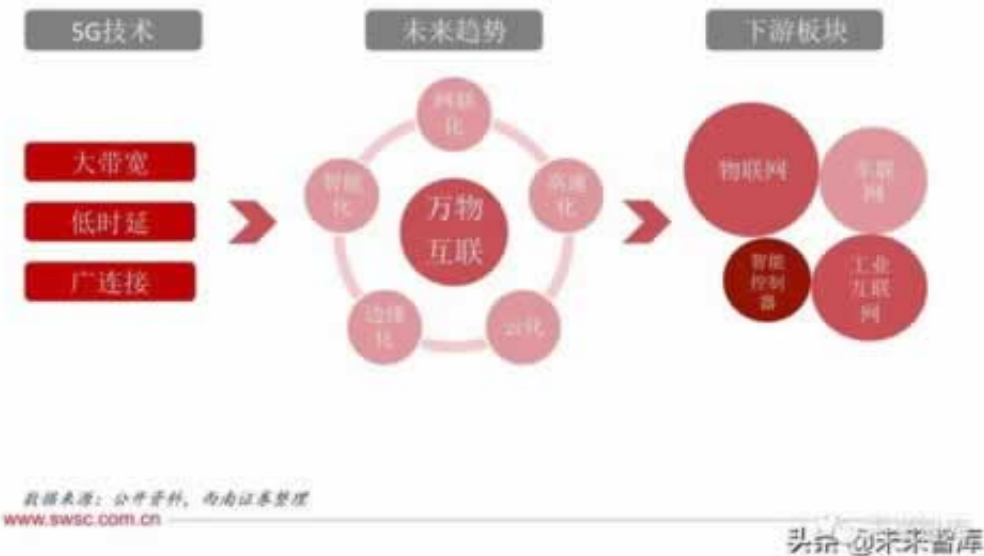 5G技术
未来趋势
下游板块
大带宽
低时延
广连接
网联
化
智能
化
高速
化
边缘
化
云化
万物
互联
物联网
车联
网
智能
控制
器
工业
互联
网
数据来源：公开资料，西南证券整理
www.swsc.com.cn
头条 @未来智库